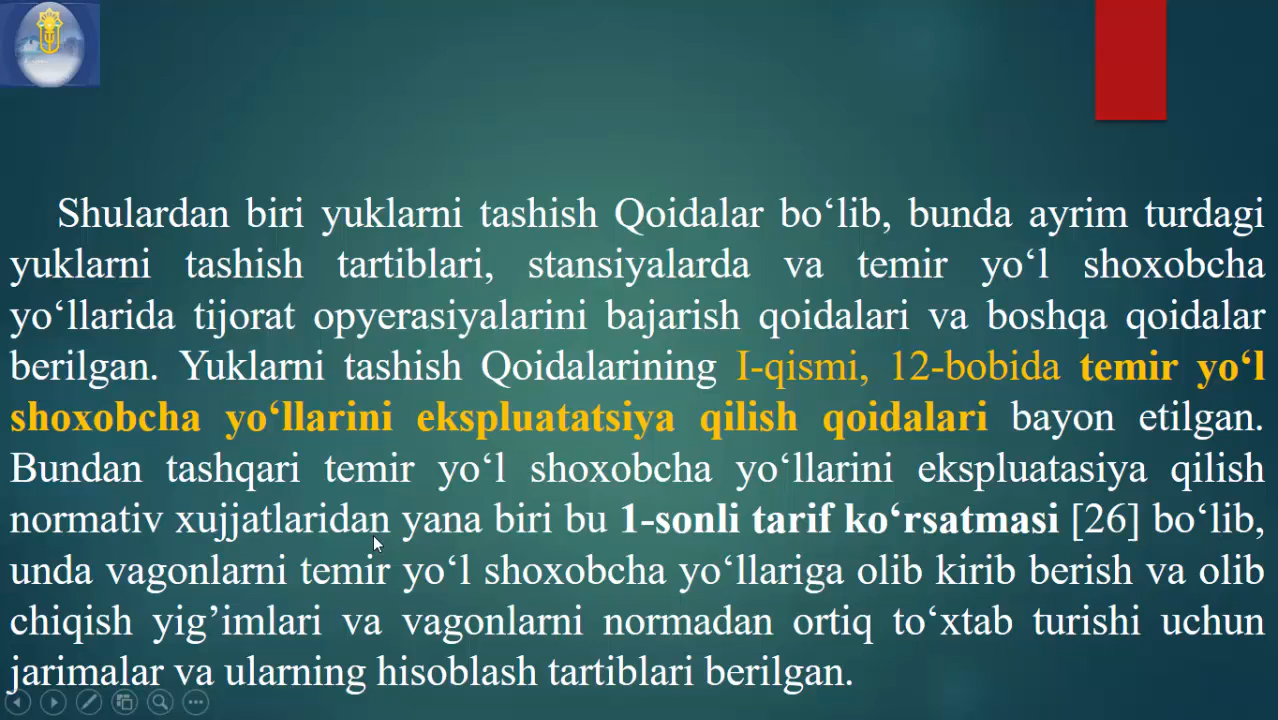 Shulardan biri yuklarni tashish Qoidalar bo‘lib, bunda ayrim turdagi
yuklarni tashish tartiblari, stansiyalarda va temir yo‘l shoxobcha
yo‘llarida tijorat opyerasiyalarini bajarish qoidalari va boshqa qoidalar
berilgan. Yuklarni tashish Qoidalarining I-qismi, 12-bobida temir yo‘l
shoxobcha yo‘llarini ekspluatatsiya qilish qoidalari bayon etilgan.
Bundan tashqari temir yo‘l shoxobcha yo‘llarini ekspluatasiya qilish
normativ xujjatlaridan yana biri bu 1-sonli tarif ko‘rsatmasi [26] bo‘lib,
unda vagonlarni temir yo‘l shoxobcha yo‘llariga olib kirib berish va olib
chiqish yig’imlari va vagonlarni normadan ortiq to‘xtab turishi uchun
jarimalar va ularning hisoblash tartiblari berilgan.